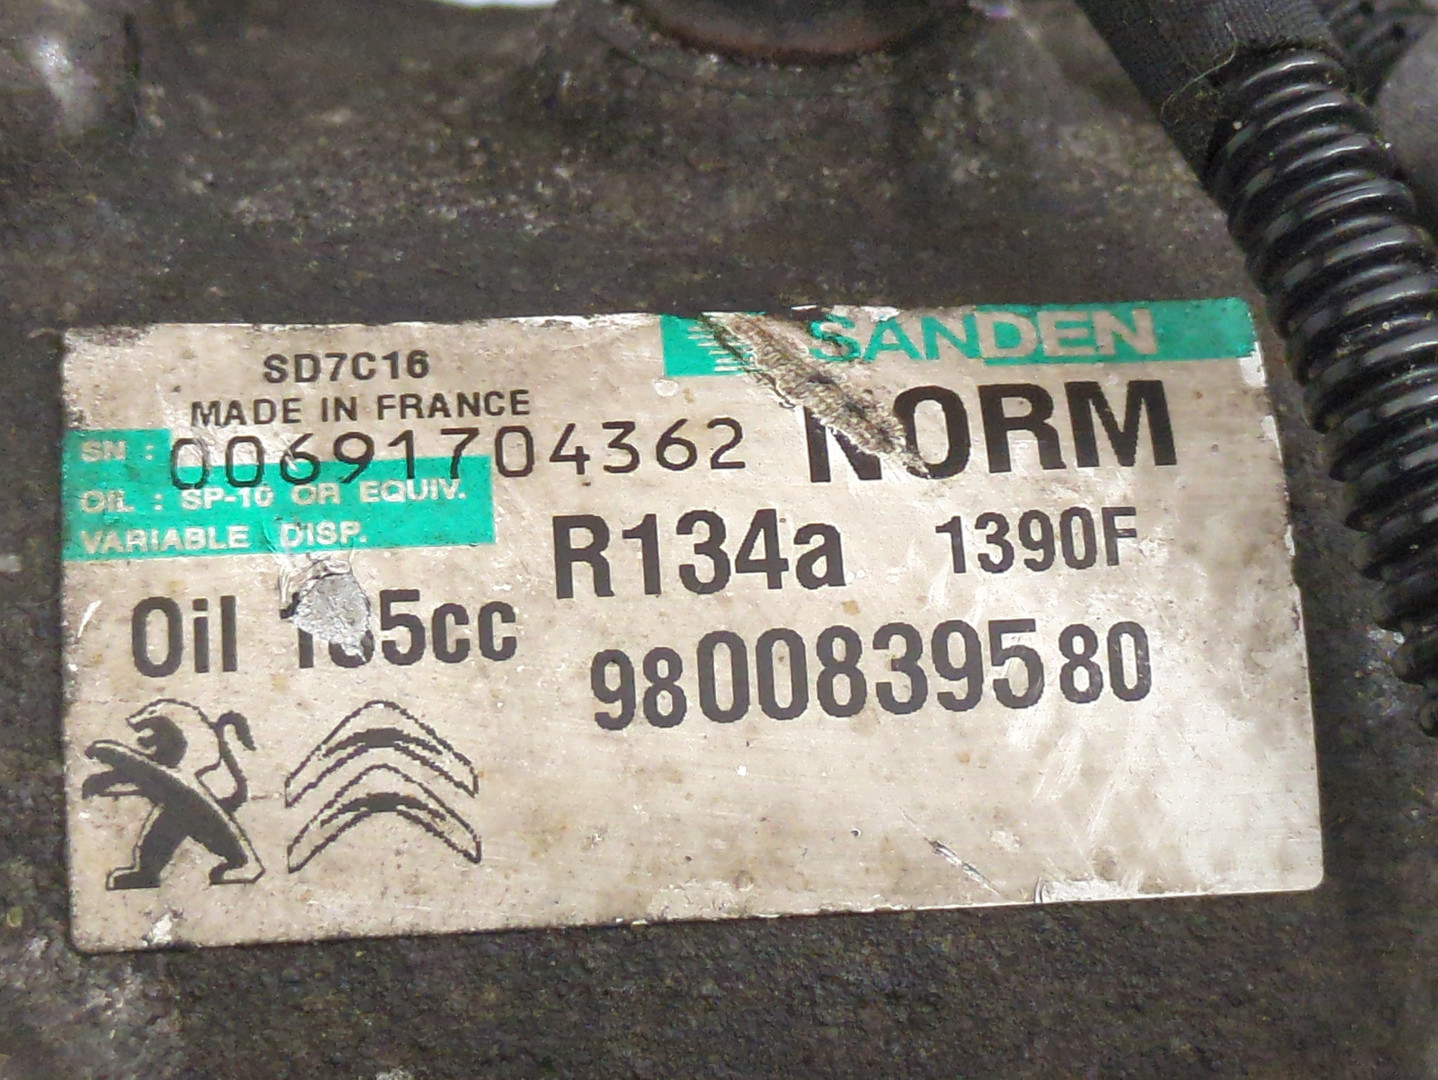 SANDEN
SD7C16
MADE IN FRANCE
NORM
SN : 00691704362
OIL : SP-10 OR EQUIV.
VARIABLE DISP.
R134a 1390F
Oil
9800839580